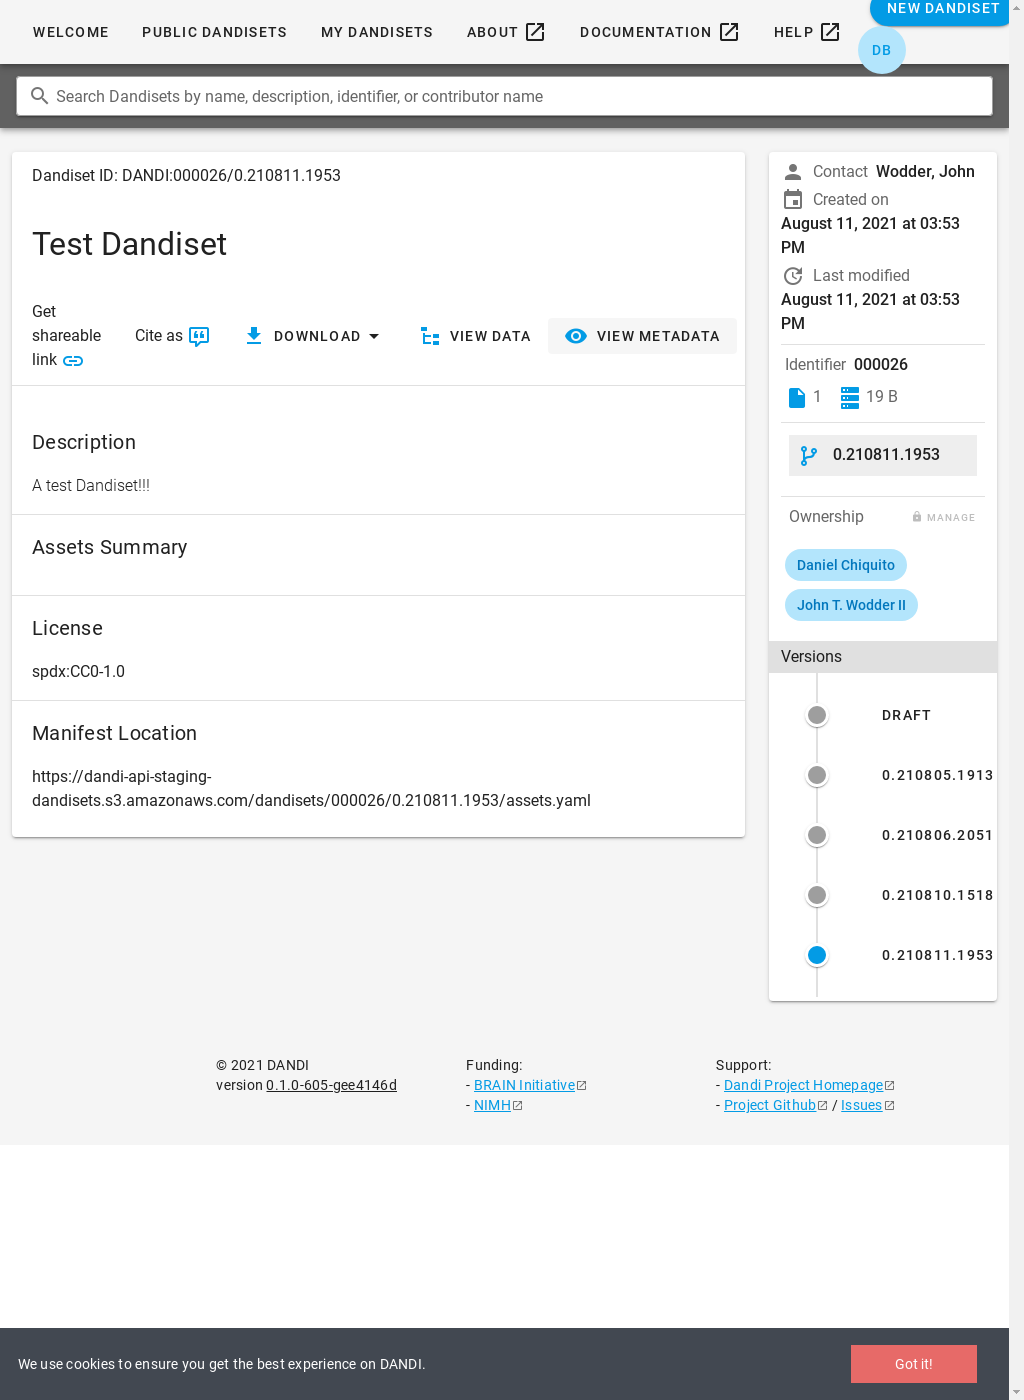 WELCOME
PUBLIC DANDISETS
MY DANDISETS
ABOUT
DOCUMENTATION
HELP
NEW DANDISET
DB
Search Dandisets by name, description, identifier, or contributor name
Dandiset ID: DANDI:000026/0.210811.1953
Test Dandiset
Get
shareable
link
Cite as
DOWNLOAD
VIEW DATA
VIEW METADATA
Description
A test Dandiset!!!
Assets Summary
License
spdx:CC0-1.0
Manifest Location
https://dandi-api-staging-
dandisets.s3.amazonaws.com/dandisets/000026/0.210811.1953/assets.yaml
Contact Wodder, John
Created on
August 11, 2021 at 03:53
PM
Last modified
August 11, 2021 at 03:53
PM
Identifier 000026
1 19 B
0.210811.1953
Ownership
MANAGE
Daniel Chiquito
John T. Wodder II
Versions
DRAFT
0.210805.1913
0.210806.2051
0.210810.1518
0.210811.1953
© 2021 DANDI
version 0.1.0-605-gee4146d
Funding:
- BRAIN Initiative
- NIMH
Support:
- Dandi Project Homepage
- Project Github / Issues
We use cookies to ensure you get the best experience on DANDI.
Got it!